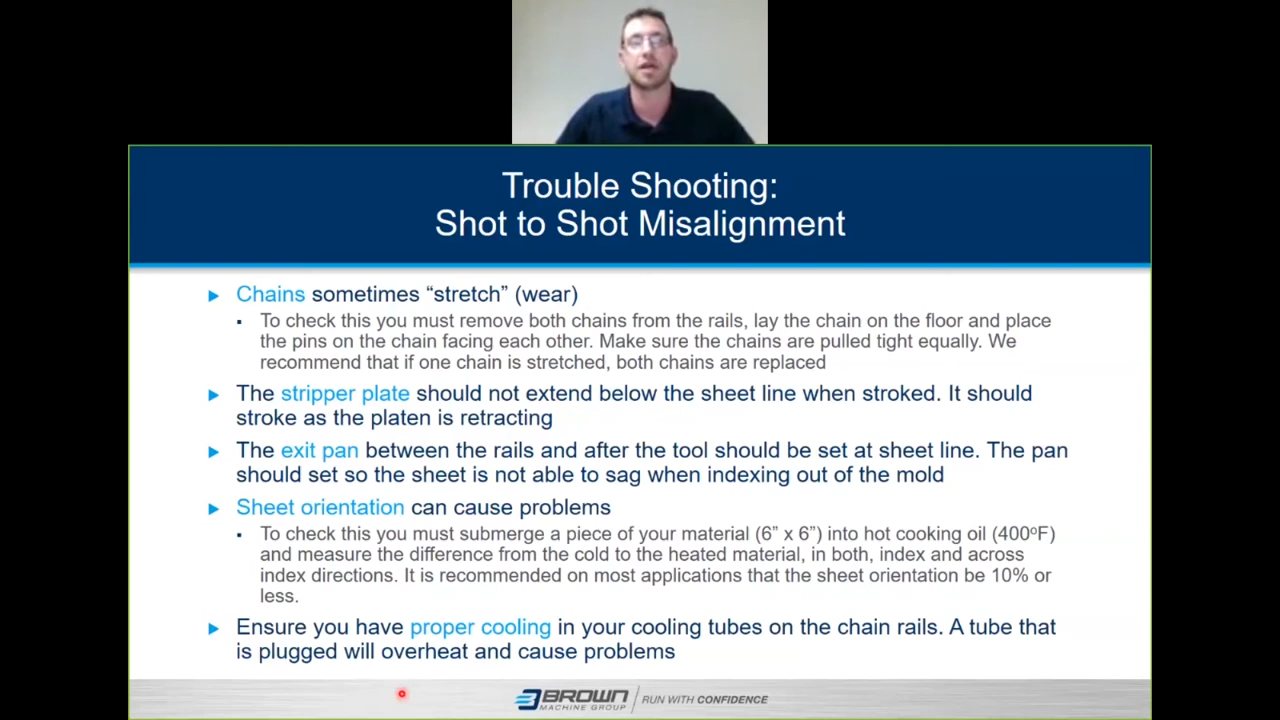 Trouble Shooting:
Shot to Shot Misalignment
Chains sometimes “stretch” (wear)
To check this you must remove both chains from the rails, lay the chain on the floor and place
the pins on the chain facing each other. Make sure the chains are pulled tight equally. We
recommend that if one chain is stretched, both chains are replaced
The stripper plate should not extend below the sheet line when stroked. It should
stroke as the platen is retracting
The exit pan between the rails and after the tool should be set at sheet line. The pan
should set so the sheet is not able to sag when indexing out of the mold
Sheet orientation can cause problems
To check this you must submerge a piece of your material (6” x 6”) into hot cooking oil (400ºF)
and measure the difference from the cold to the heated material, in both, index and across
index directions. It is recommended on most applications that the sheet orientation be 10% or
less.
Ensure you have proper cooling in your cooling tubes on the chain rails. A tube that
is plugged will overheat and cause problems
BROWN
MACHINE GROUP
RUN WITH CONFIDENCE